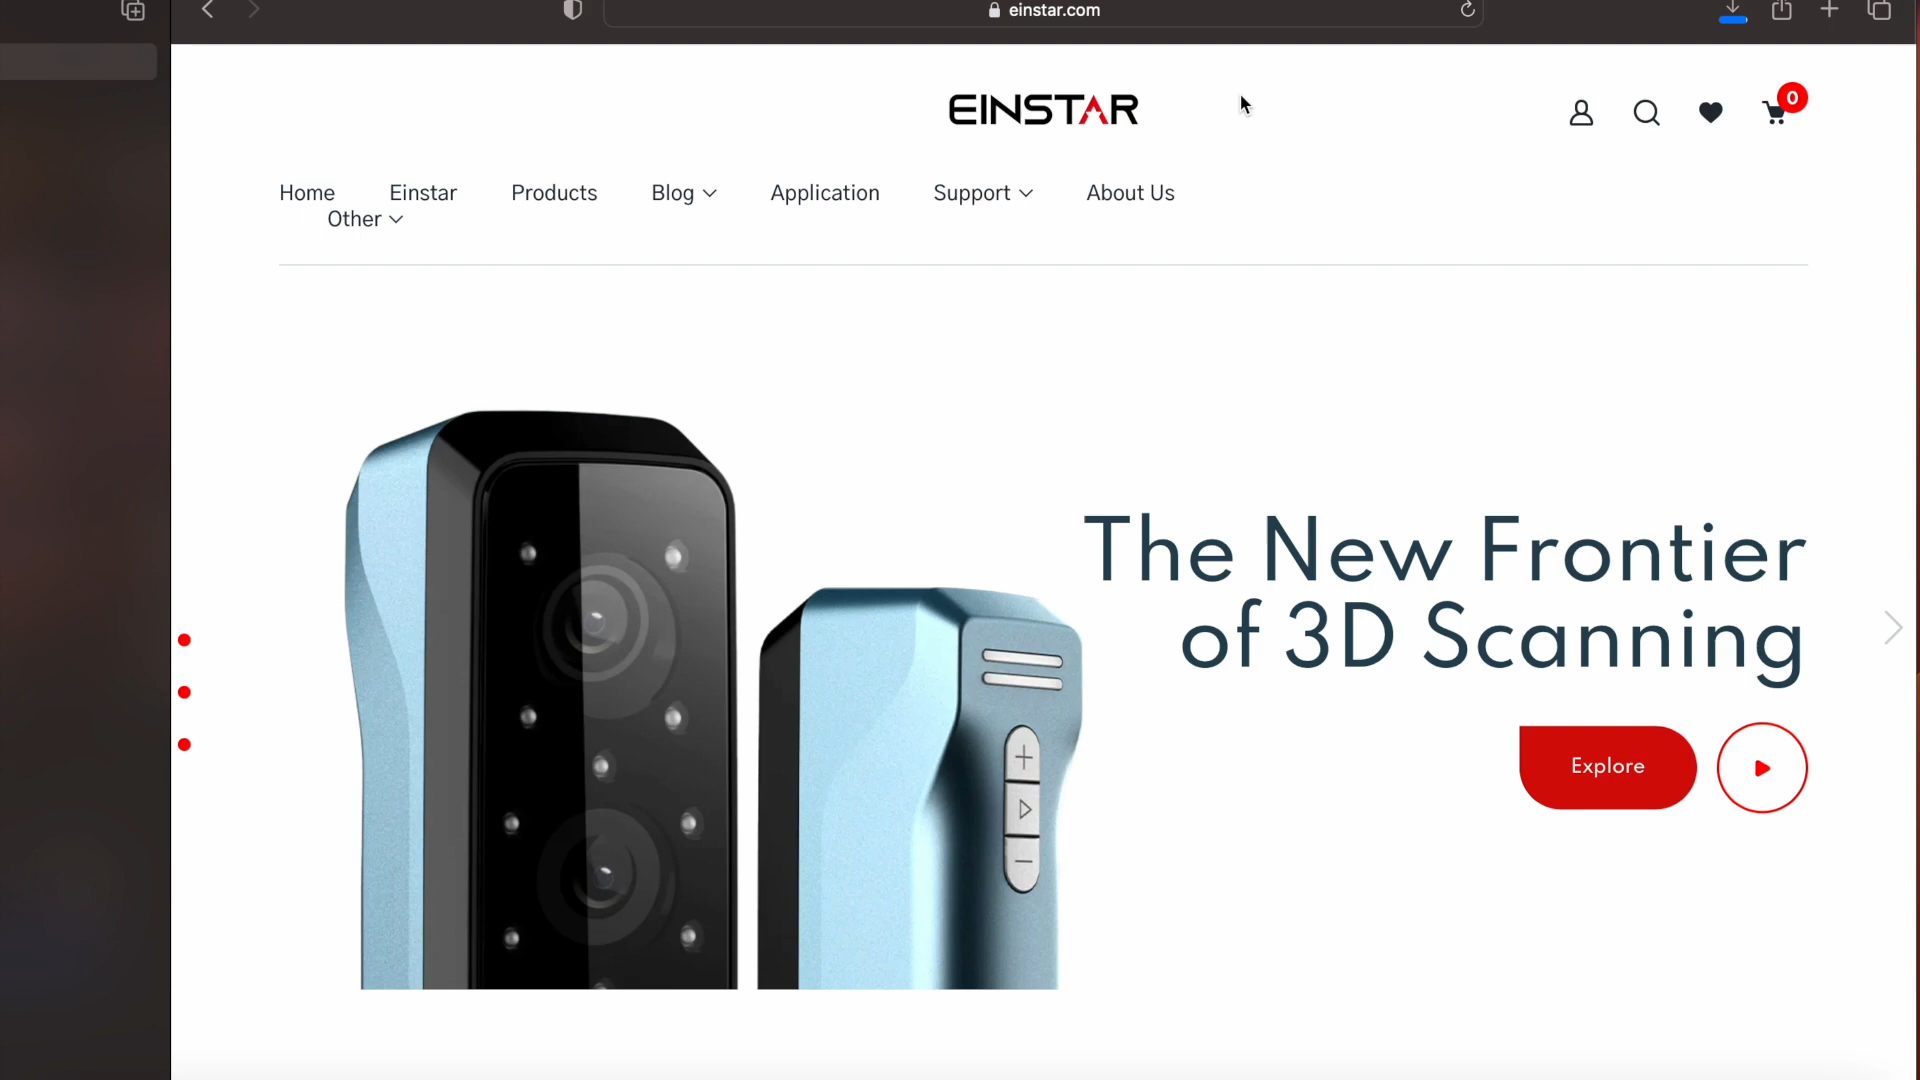 einstar.com
EINSTAR
0
Home Einstar Products Blog Application Support About Us
Other
The New Frontier
of 3D Scanning
Explore